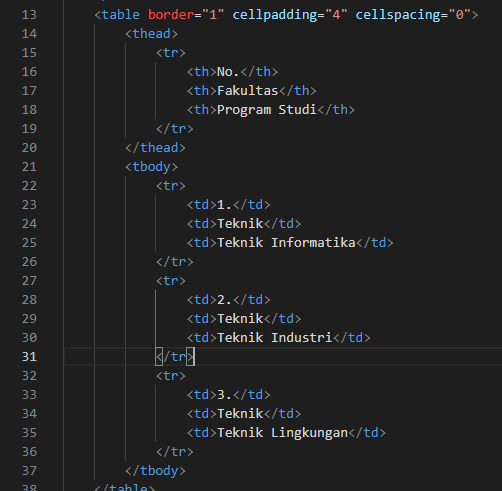 13 <table border="1" cellpadding="4" cellspacing="0">
14 <thead>
15 <tr>
16 <th>No.</th>
17 <th>Fakultas</th>
18 <th>Program Studi</th>
19 </tr>
20 </thead>
21 <tbody>
22 <tr>
23 <td>1.</td>
24 <td>Teknik</td>
25 <td>Teknik Informatika</td>
26 </tr>
27 <tr>
28 <td>2.</td>
29 <td>Teknik</td>
30 <td>Teknik Industri</td>
31 </tr>
32 <tr>
33 <td>3.</td>
34 <td>Teknik</td>
35 <td>Teknik Lingkungan</td>
36 </tr>
37 </tbody>
38 </table>